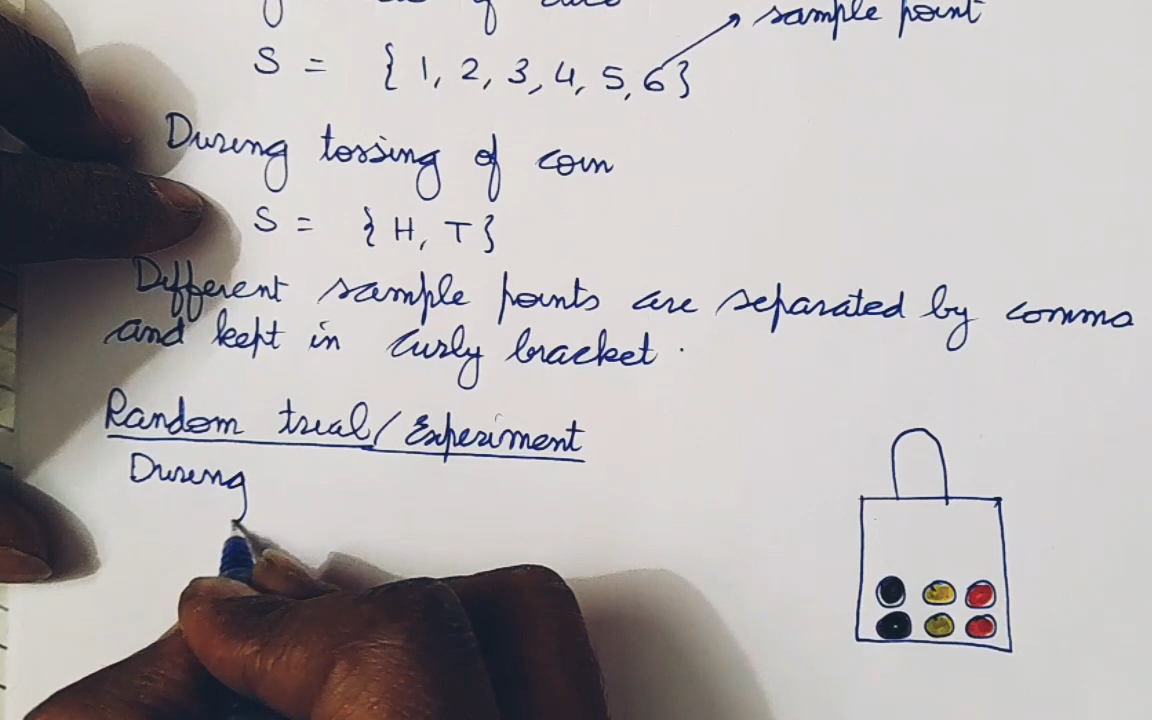 sample point
S = { 1, 2, 3, 4, 5, 6 }
During tossing of coin
S = { H, T }
Different sample points are separated by comma
and kept in curly bracket .
Random trial/Experiment
During